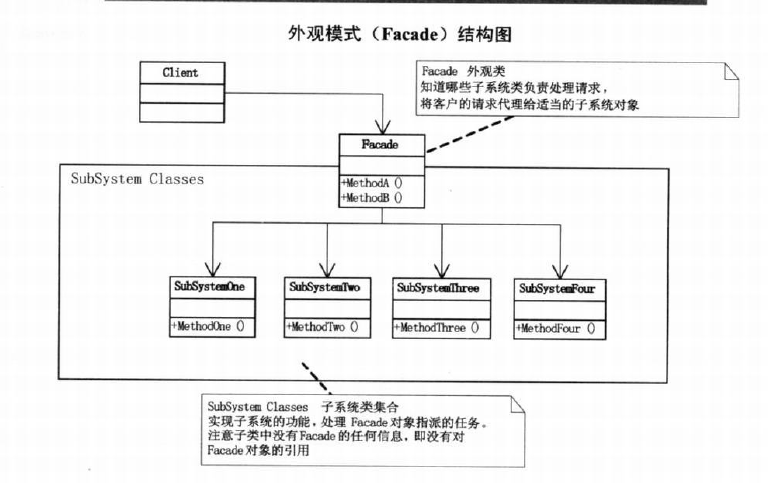 外观模式（Facade）结构图
Client
Facade 外观类
知道哪些子系统类负责处理请求，
将客户的请求代理给适当的子系统对象
Facade
+MethodA ()
+MethodB ()
SubSystem Classes
SubSystemOne
+MethodOne ()
SubSystemTwo
+MethodTwo ()
SubSystemThree
+MethodThree ()
SubSystemFour
+MethodFour ()
SubSystem Classes 子系统类集合
实现子系统的功能，处理 Facade对象指派的任务。
注意子类中没有Facade的任何信息，即没有对
Facade对象的引用